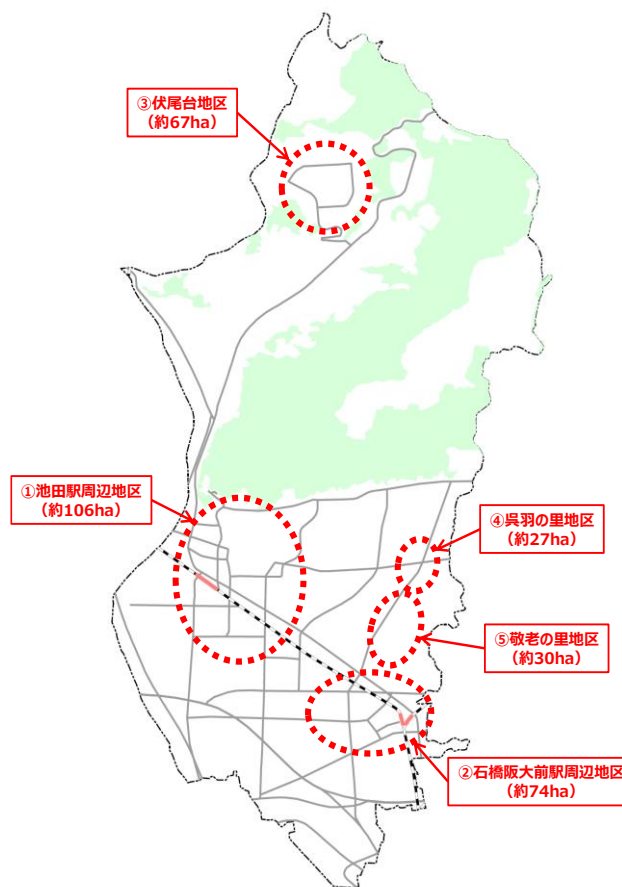 ③伏尾台地区
（約67ha）
①池田駅周辺地区
（約106ha）
④呉羽の里地区
（約27ha）
⑤敬老の里地区
（約30ha）
②石橋阪大前駅周辺地区
（約74ha）